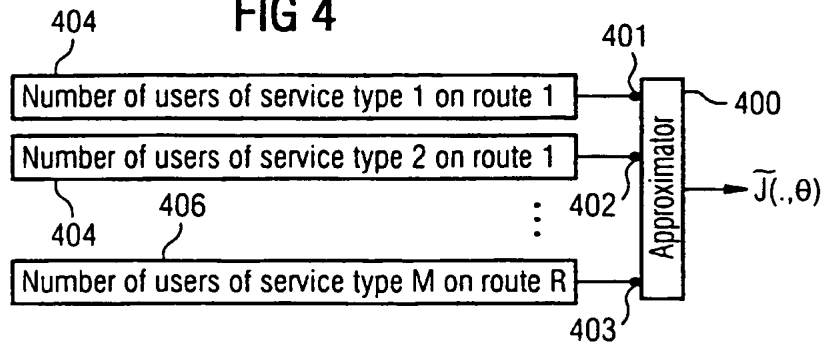 FIG 4
404
401
Number of users of service type 1 on route 1
400
Number of users of service type 2 on route 1
402
Approximator
J̃(.,θ)
404
406
⋮
Number of users of service type M on route R
403